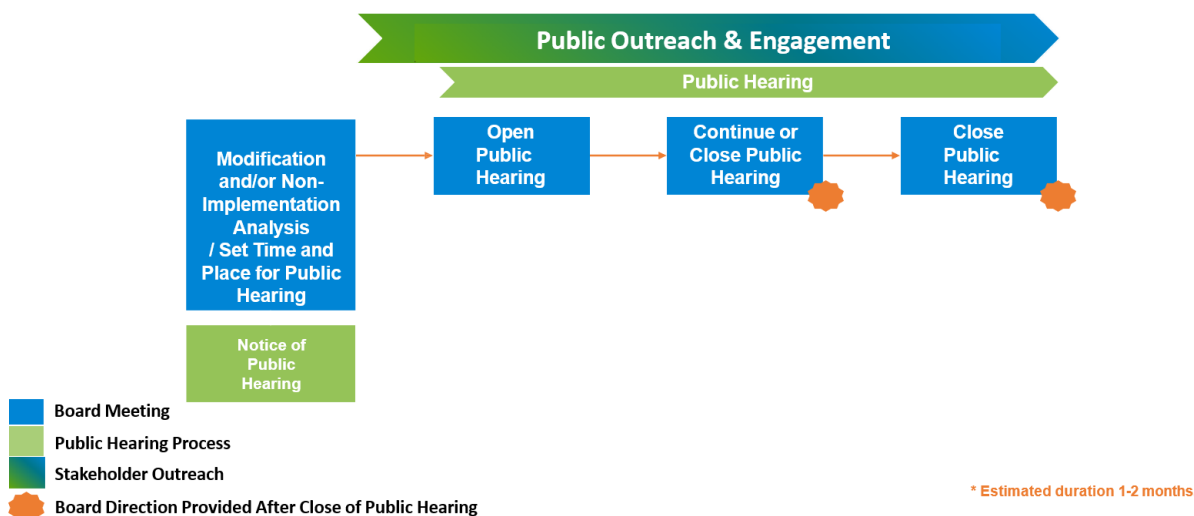 Public Outreach & Engagement
Public Hearing
Modification
and/or Non-
Implementation
Analysis
/ Set Time and
Place for Public
Hearing
Open
Public
Hearing
Continue or
Close Public
Hearing
Close
Public
Hearing
Notice of
Public
Hearing
Board Meeting
Public Hearing Process
Stakeholder Outreach
Board Direction Provided After Close of Public Hearing
* Estimated duration 1-2 months